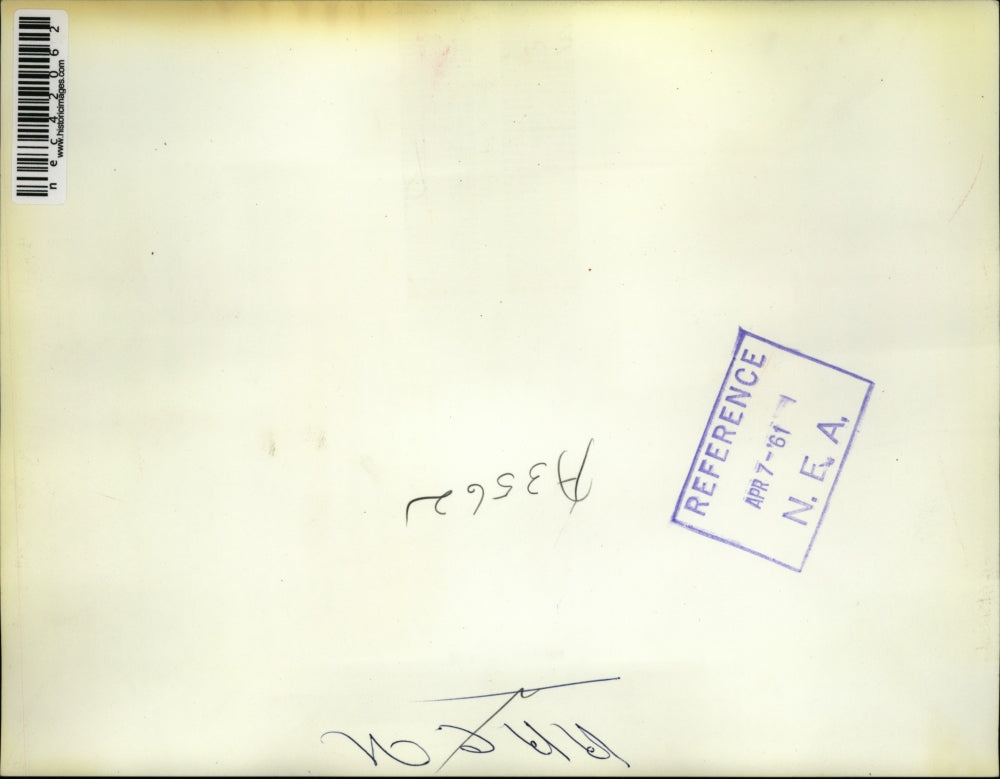 nec42062
www.historicimages.com
REFERENCE
APR 7-'61
N. E. A.
A3562